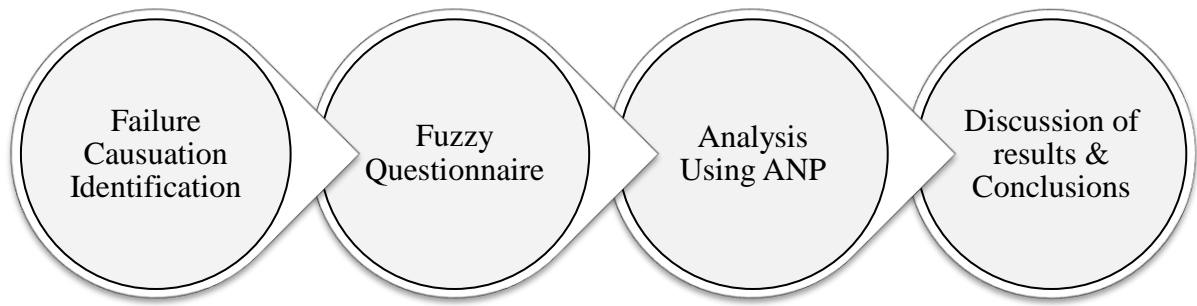 Failure
Causuation
Identification
Fuzzy
Questionnaire
Analysis
Using ANP
Discussion of
results &
Conclusions